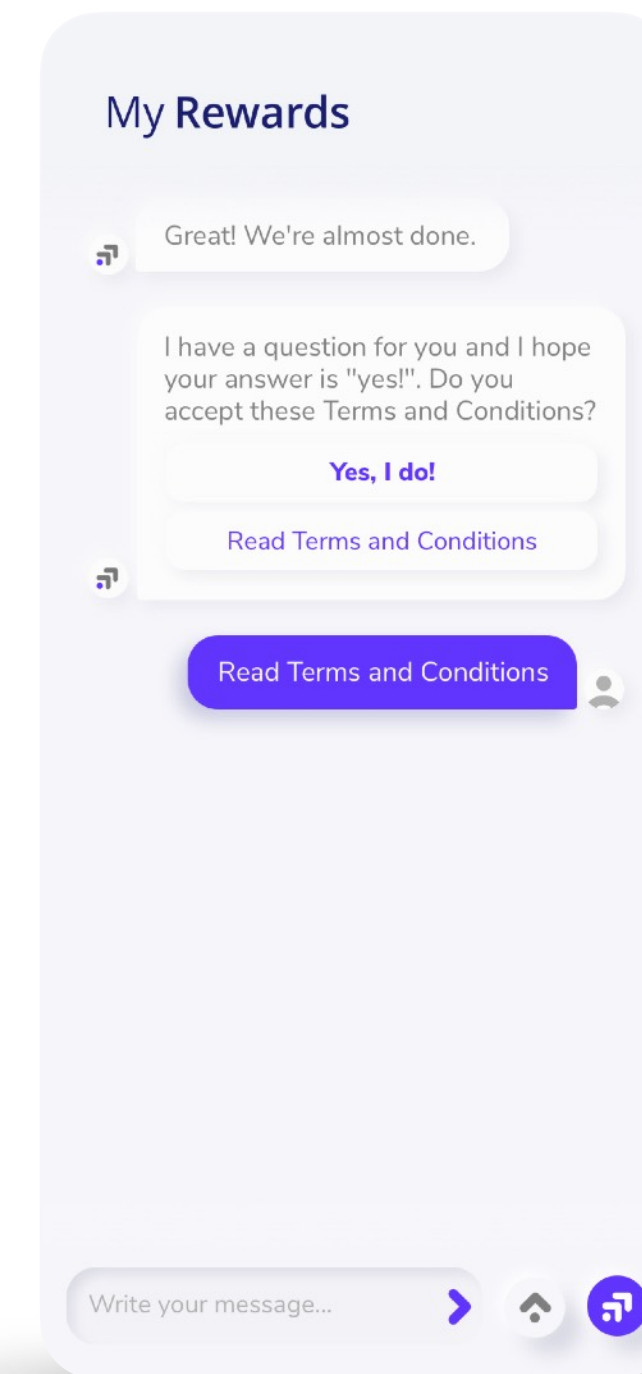 My Rewards
Great! We're almost done.
I have a question for you and I hope
your answer is "yes!". Do you
accept these Terms and Conditions?
Yes, I do!
Read Terms and Conditions
Read Terms and Conditions
Write your message...